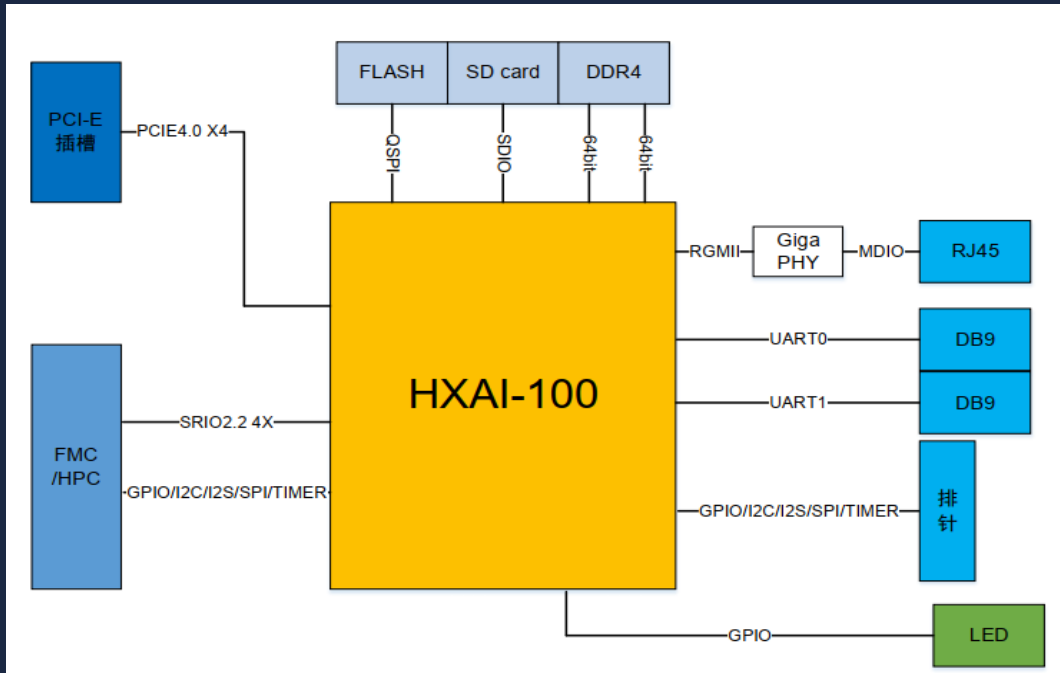 FLASH
SD card
DDR4
PCI-E
插槽
PCIE4.0 X4
QSPI
SDIO
64bit
64bit
RGMII
Giga
PHY
MDIO
RJ45
UART0
DB9
HXAI-100
UART1
DB9
SRIO2.2 4X
FMC
/HPC
GPIO/I2C/I2S/SPI/TIMER
GPIO/I2C/I2S/SPI/TIMER
排
针
GPIO
LED